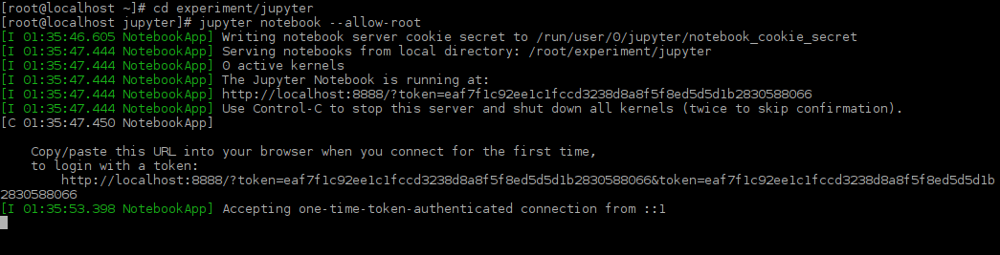 [root@localhost ~]# cd experiment/jupyter
[root@localhost jupyter]# jupyter notebook --allow-root
[I 01:35:46.605 NotebookApp] Writing notebook server cookie secret to /run/user/0/jupyter/notebook_cookie_secret
[I 01:35:47.444 NotebookApp] Serving notebooks from local directory: /root/experiment/jupyter
[I 01:35:47.444 NotebookApp] 0 active kernels
[I 01:35:47.444 NotebookApp] The Jupyter Notebook is running at:
[I 01:35:47.444 NotebookApp] http://localhost:8888/?token=eaf7f1c92ee1c1fccd3238d8a8f5f8ed5d5d1b2830588066
[I 01:35:47.444 NotebookApp] Use Control-C to stop this server and shut down all kernels (twice to skip confirmation).
[C 01:35:47.450 NotebookApp]
Copy/paste this URL into your browser when you connect for the first time,
to login with a token:
http://localhost:8888/?token=eaf7f1c92ee1c1fccd3238d8a8f5f8ed5d5d1b2830588066&token=eaf7f1c92ee1c1fccd3238d8a8f5f8ed5d5d1b
2830588066
[I 01:35:53.398 NotebookApp] Accepting one-time-token-authenticated connection from ::1